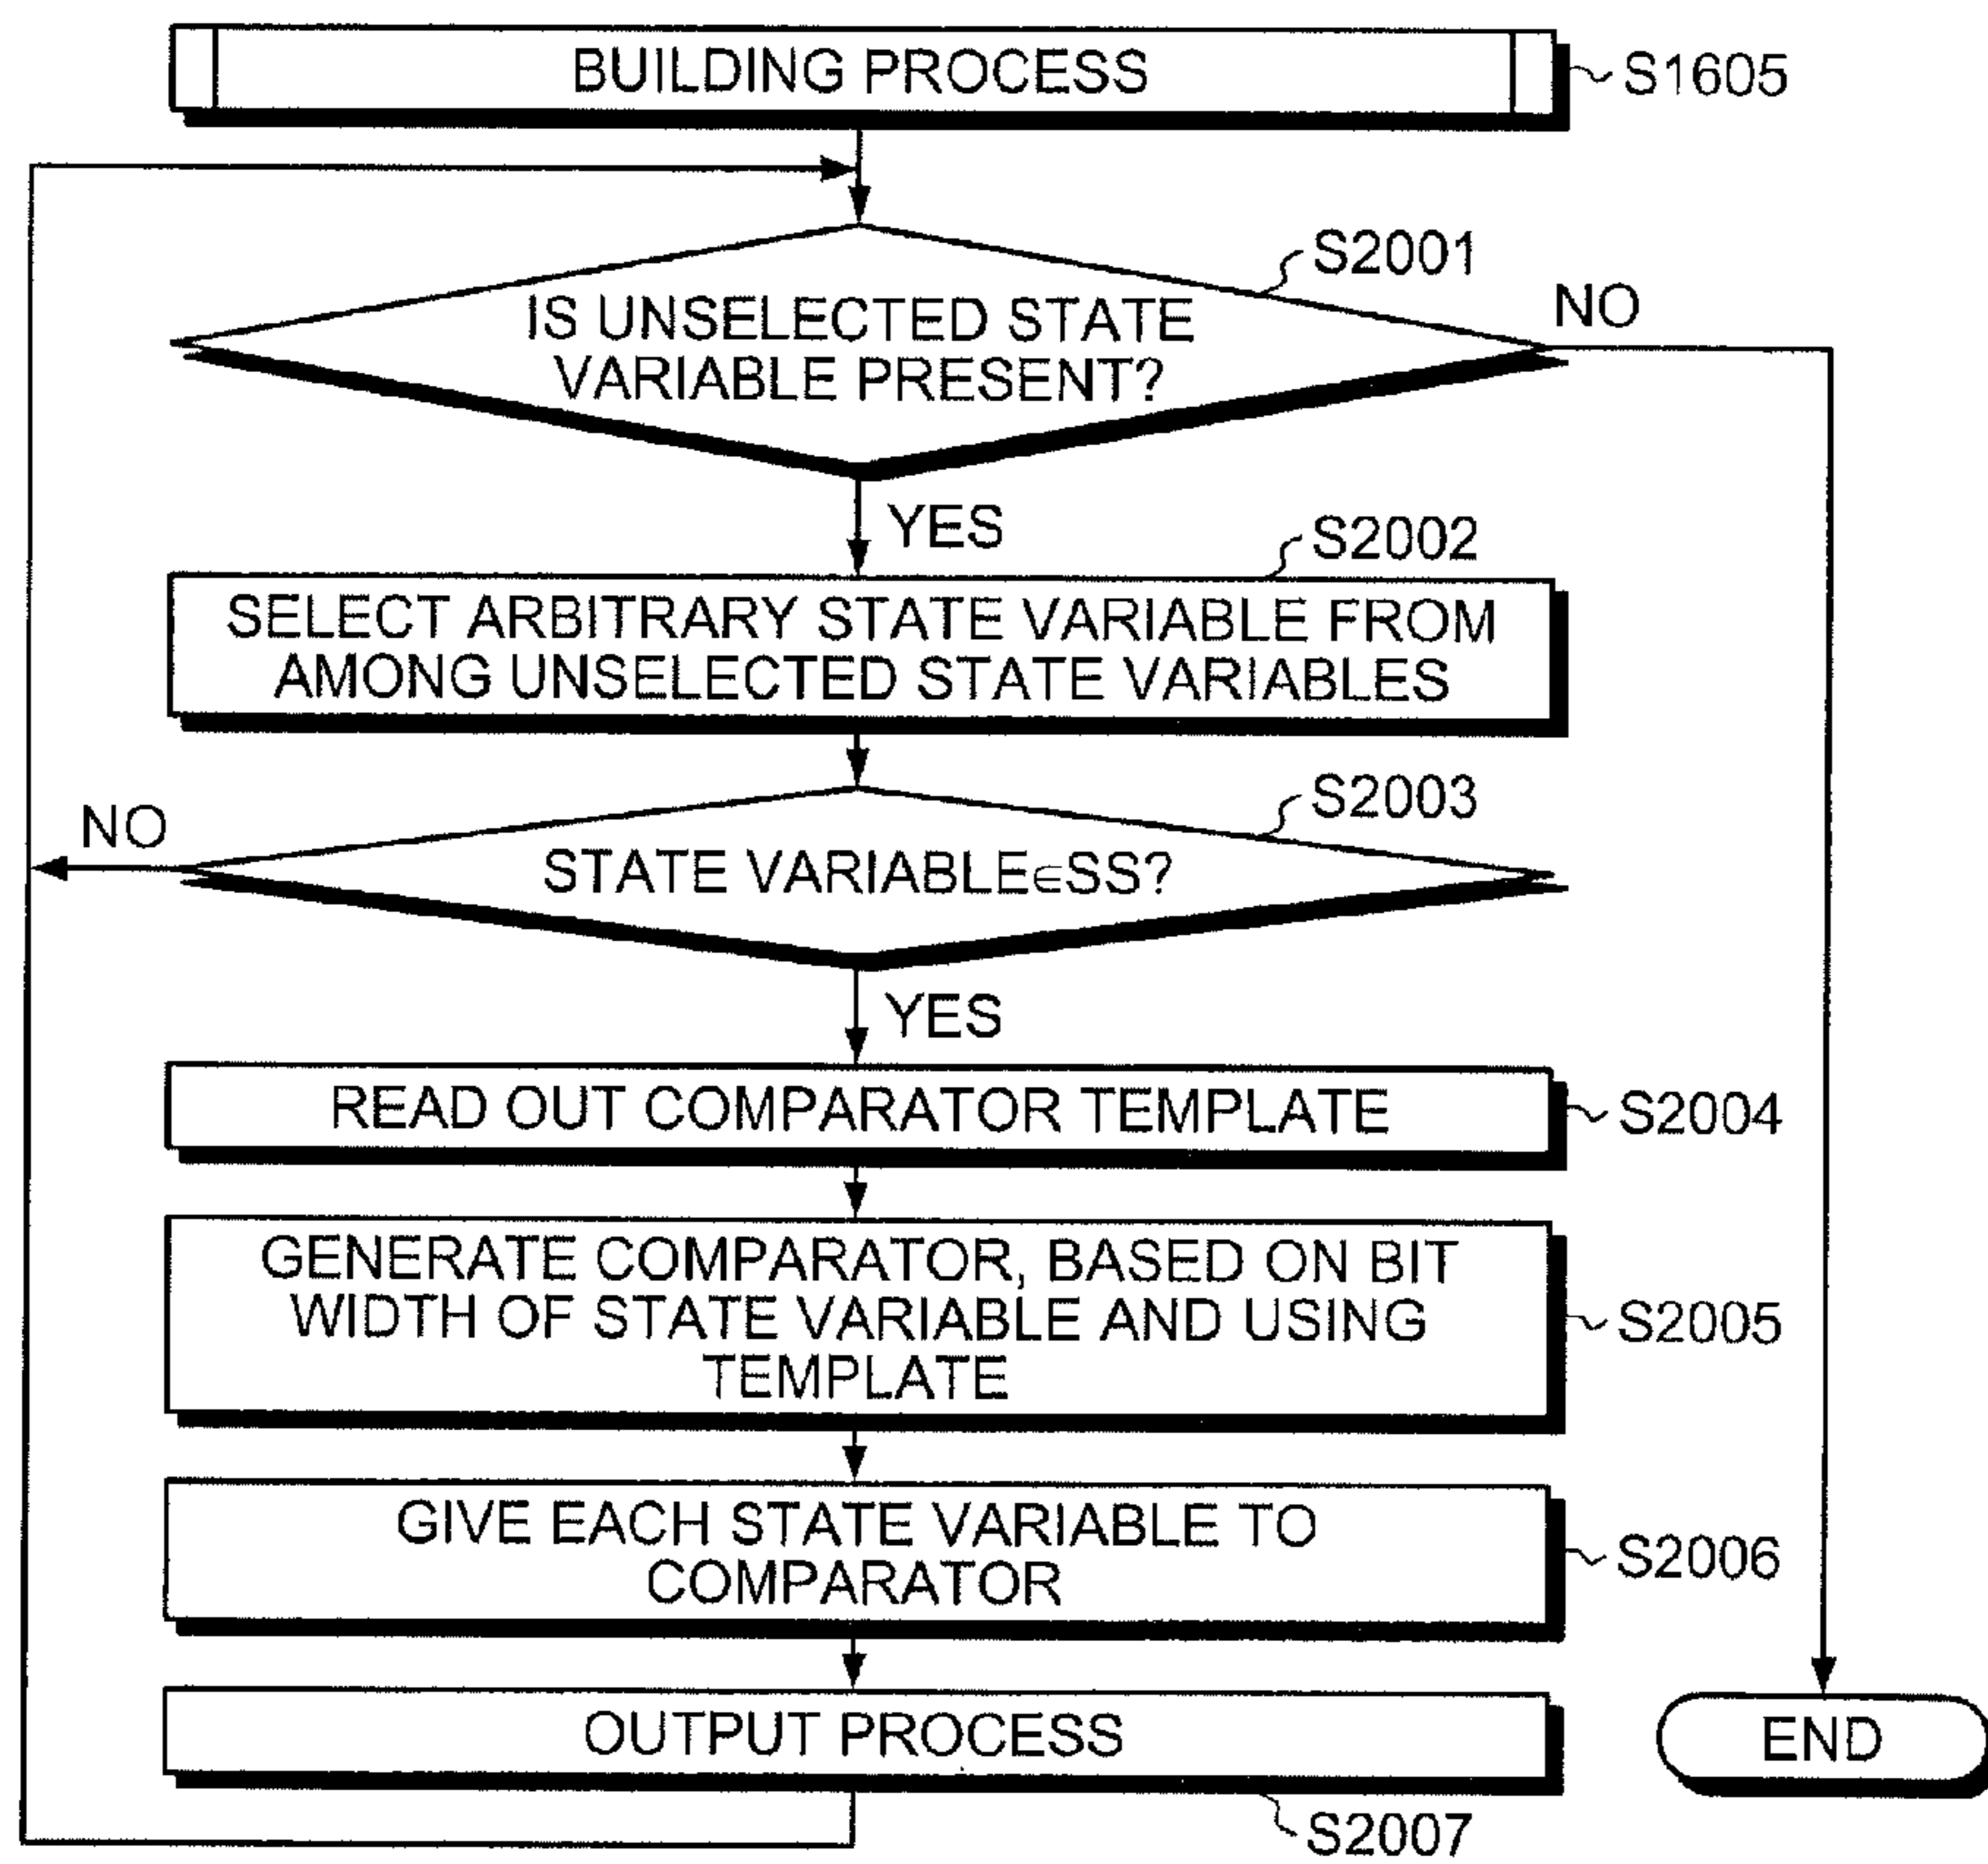 BUILDING PROCESS
S1605
S2001
IS UNSELECTED STATE
VARIABLE PRESENT?
NO
YES
S2002
SELECT ARBITRARY STATE VARIABLE FROM
AMONG UNSELECTED STATE VARIABLES
S2003
NO
STATE VARIABLE∈SS?
YES
READ OUT COMPARATOR TEMPLATE
S2004
GENERATE COMPARATOR, BASED ON BIT
WIDTH OF STATE VARIABLE AND USING
TEMPLATE
S2005
GIVE EACH STATE VARIABLE TO
COMPARATOR
S2006
OUTPUT PROCESS
END
S2007